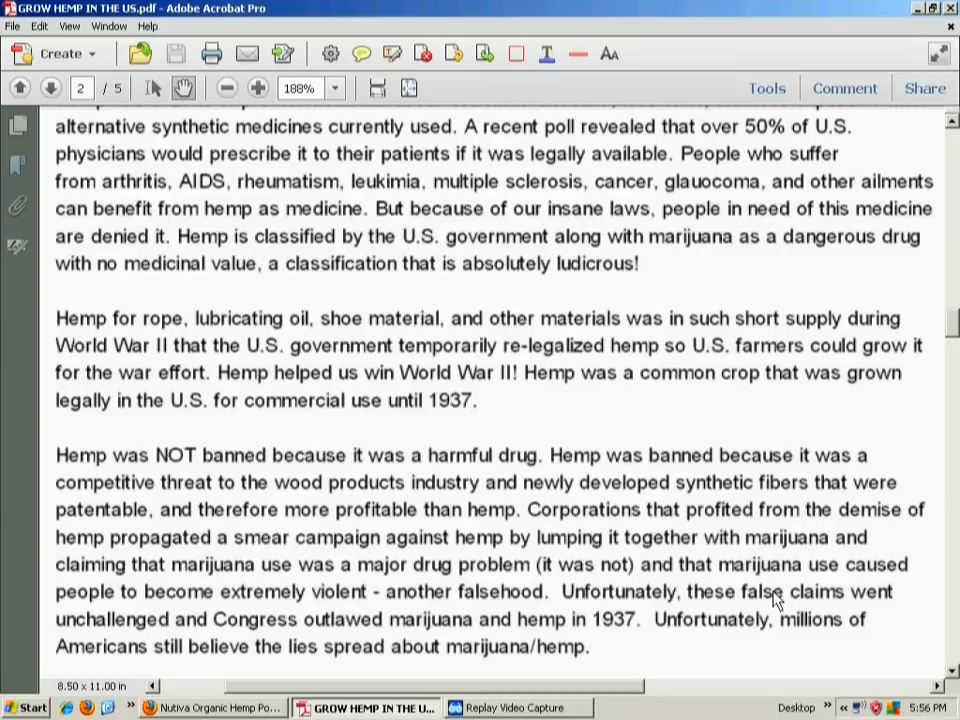 GROW HEMP IN THE US.pdf - Adobe Acrobat Pro
File Edit View Window Help
Create
2 / 5 188% Tools Comment Share
alternative synthetic medicines currently used. A recent poll revealed that over 50% of U.S.
physicians would prescribe it to their patients if it was legally available. People who suffer
from arthritis, AIDS, rheumatism, leukimia, multiple sclerosis, cancer, glauocoma, and other ailments
can benefit from hemp as medicine. But because of our insane laws, people in need of this medicine
are denied it. Hemp is classified by the U.S. government along with marijuana as a dangerous drug
with no medicinal value, a classification that is absolutely ludicrous!
Hemp for rope, lubricating oil, shoe material, and other materials was in such short supply during
World War II that the U.S. government temporarily re-legalized hemp so U.S. farmers could grow it
for the war effort. Hemp helped us win World War II! Hemp was a common crop that was grown
legally in the U.S. for commercial use until 1937.
Hemp was NOT banned because it was a harmful drug. Hemp was banned because it was a
competitive threat to the wood products industry and newly developed synthetic fibers that were
patentable, and therefore more profitable than hemp. Corporations that profited from the demise of
hemp propagated a smear campaign against hemp by lumping it together with marijuana and
claiming that marijuana use was a major drug problem (it was not) and that marijuana use caused
people to become extremely violent - another falsehood. Unfortunately, these false claims went
unchallenged and Congress outlawed marijuana and hemp in 1937. Unfortunately, millions of
Americans still believe the lies spread about marijuana/hemp.
8.50 x 11.00 in
Start » Nutiva Organic Hemp Po... GROW HEMP IN THE U... Replay Video Capture Desktop » « 5:56 PM